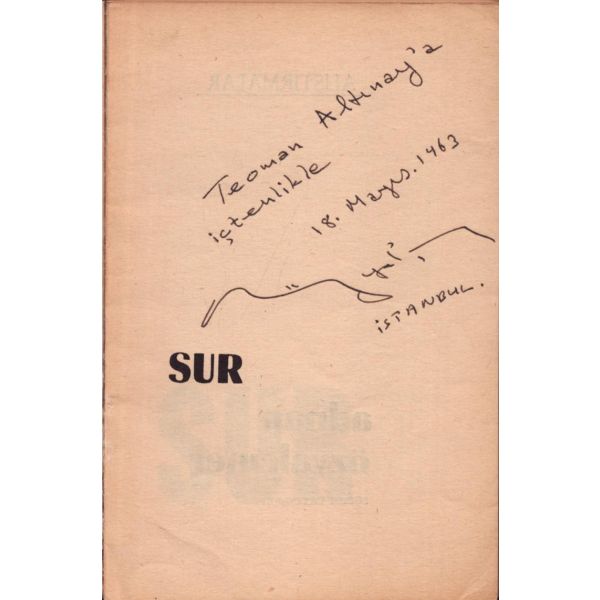 Teoman Altınay'a
içtenlikle
18. Mayıs. 1963
İSTANBUL.
SUR